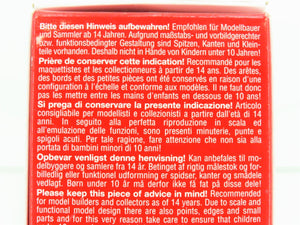 Bitte diesen Hinweis aufbewahren! Empfohlen für Modellbauer
und Sammler ab 14 Jahren. Aufgrund maßstabs- und vorbildgerechter
bzw. funktionsbedingter Gestaltung sind Spitzen, Kanten und Klein-
teile vorhanden. Deshalb nicht in Hände von Kindern unter 10 Jahren!
Prière de conserver cette indication! Recommandé pour les
maquettistes et les collectionneurs à partir de 14 ans. Des arêtes,
des bords et des petites pièces ont été conservés en raison d'une
configuration à l'échelle et conforme aux modèles. Il ne faut donc
pas les mettre entre les mains d'enfants en dessous de 10 ans!
Si prega di conservare la presente indicazione! Articolo
consigliabile per modellisti e collezionisti a partire dall'età di 14
anni. In seguito alla perfetta riproduzione in scala ed
all'emulazione delle funzioni, sono presenti minuterie, punte e
spigoli acuti. Per tale ragione, fare attenzione che non sia alla
portata di bambini minori di 10 anni!
Opbevar venligst denne henvisning! Kan anbefales til mo-
delbyggere og samlere fra 14 år. Betinget af rigtig målestok og for-
billedlig eller funktionel udformning er spidser, kanter og smådele
vedlagt. Børn under 10 år må derfor ikke få fat på disse dele!
Please keep this piece of advice in mind! Recommended
for model builders and collectors as of 14 years. Due to scale and
functional model design there are also points, edges and small
parts and for this very reason take care to ensure that children